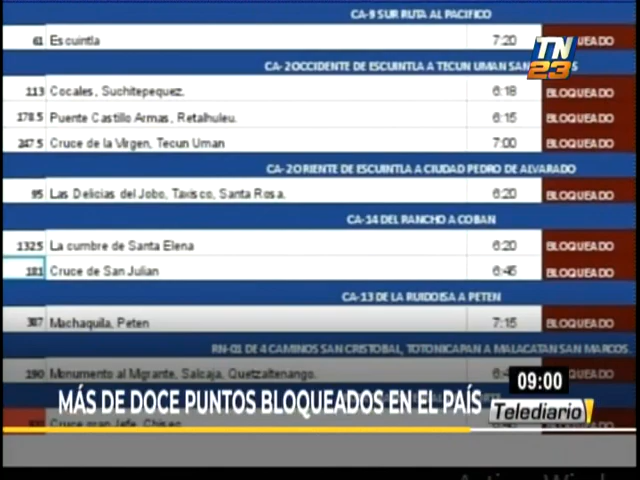 CA-9 SUR RUTA AL PACIFICO
61 Escuintla 7:20 BLOQUEADO
CA-2 OCCIDENTE DE ESCUINTLA A TECUN UMAN SAN
TN 23
113 Cocales, Suchitepequez. 6:18 BLOQUEADO
178.5 Puente Castillo Armas, Retalhuleu. 6:15 BLOQUEADO
247.5 Cruce de la Virgen, Tecun Uman 7:00 BLOQUEADO
CA-2 ORIENTE DE ESCUINTLA A CIUDAD PEDRO DE ALVARADO
95 Las Delicias del Jobo, Taxisco, Santa Rosa. 6:20 BLOQUEADO
CA-14 DEL RANCHO A COBAN
132.5 La cumbre de Santa Elena 6:20 BLOQUEADO
181 Cruce de San Julian 6:45 BLOQUEADO
CA-13 DE LA RUIDOISA A PETEN
387 Machaquila, Peten 7:15 BLOQUEADO
RN-01 DE 4 CAMINOS SAN CRISTOBAL, TOTONICAPAN A MALACATAN SAN MARCOS
190 Monumento al Migrante, Salcaja, Quetzaltenango.
09:00
MÁS DE DOCE PUNTOS BLOQUEADOS EN EL PAÍS
Telediario